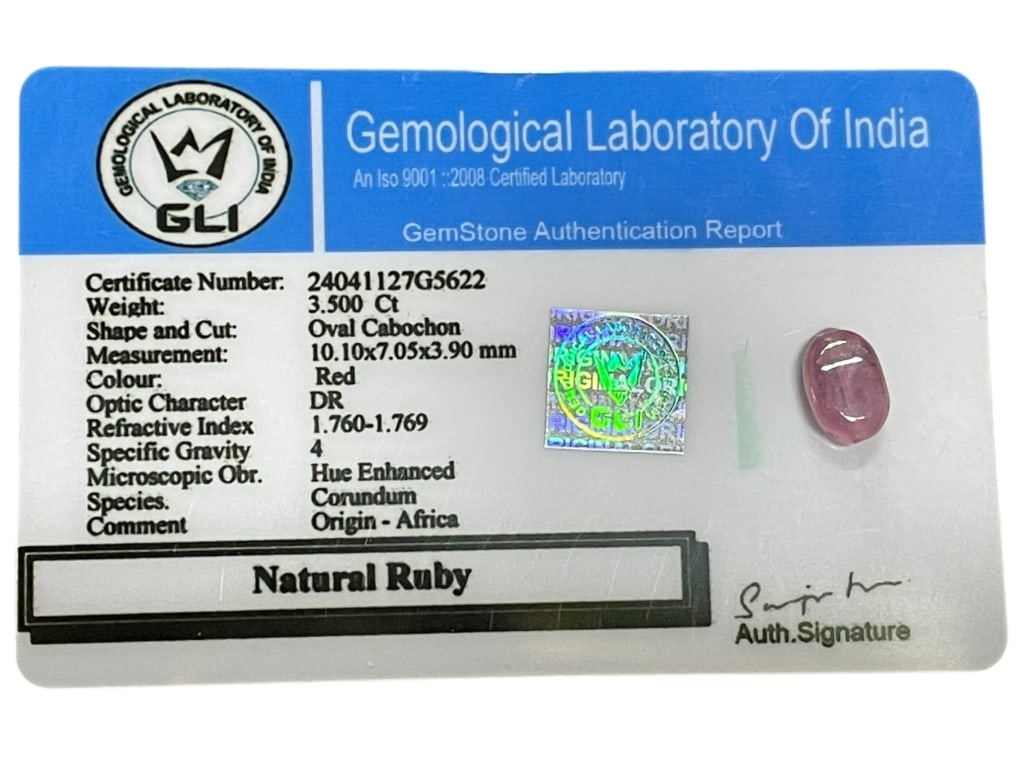 GEMOLOGICAL LABORATORY OF INDIA
GLI
Gemological Laboratory Of India
An Iso 9001 ::2008 Certified Laboratory
GemStone Authentication Report
Certificate Number: 24041127G5622
Weight: 3.500 Ct
Shape and Cut: Oval Cabochon
Measurement: 10.10x7.05x3.90 mm
Colour: Red
Optic Character DR
Refractive Index 1.760-1.769
Specific Gravity 4
Microscopic Obr. Hue Enhanced
Species. Corundum
Comment Origin - Africa
GLI
Natural Ruby
Auth.Signature